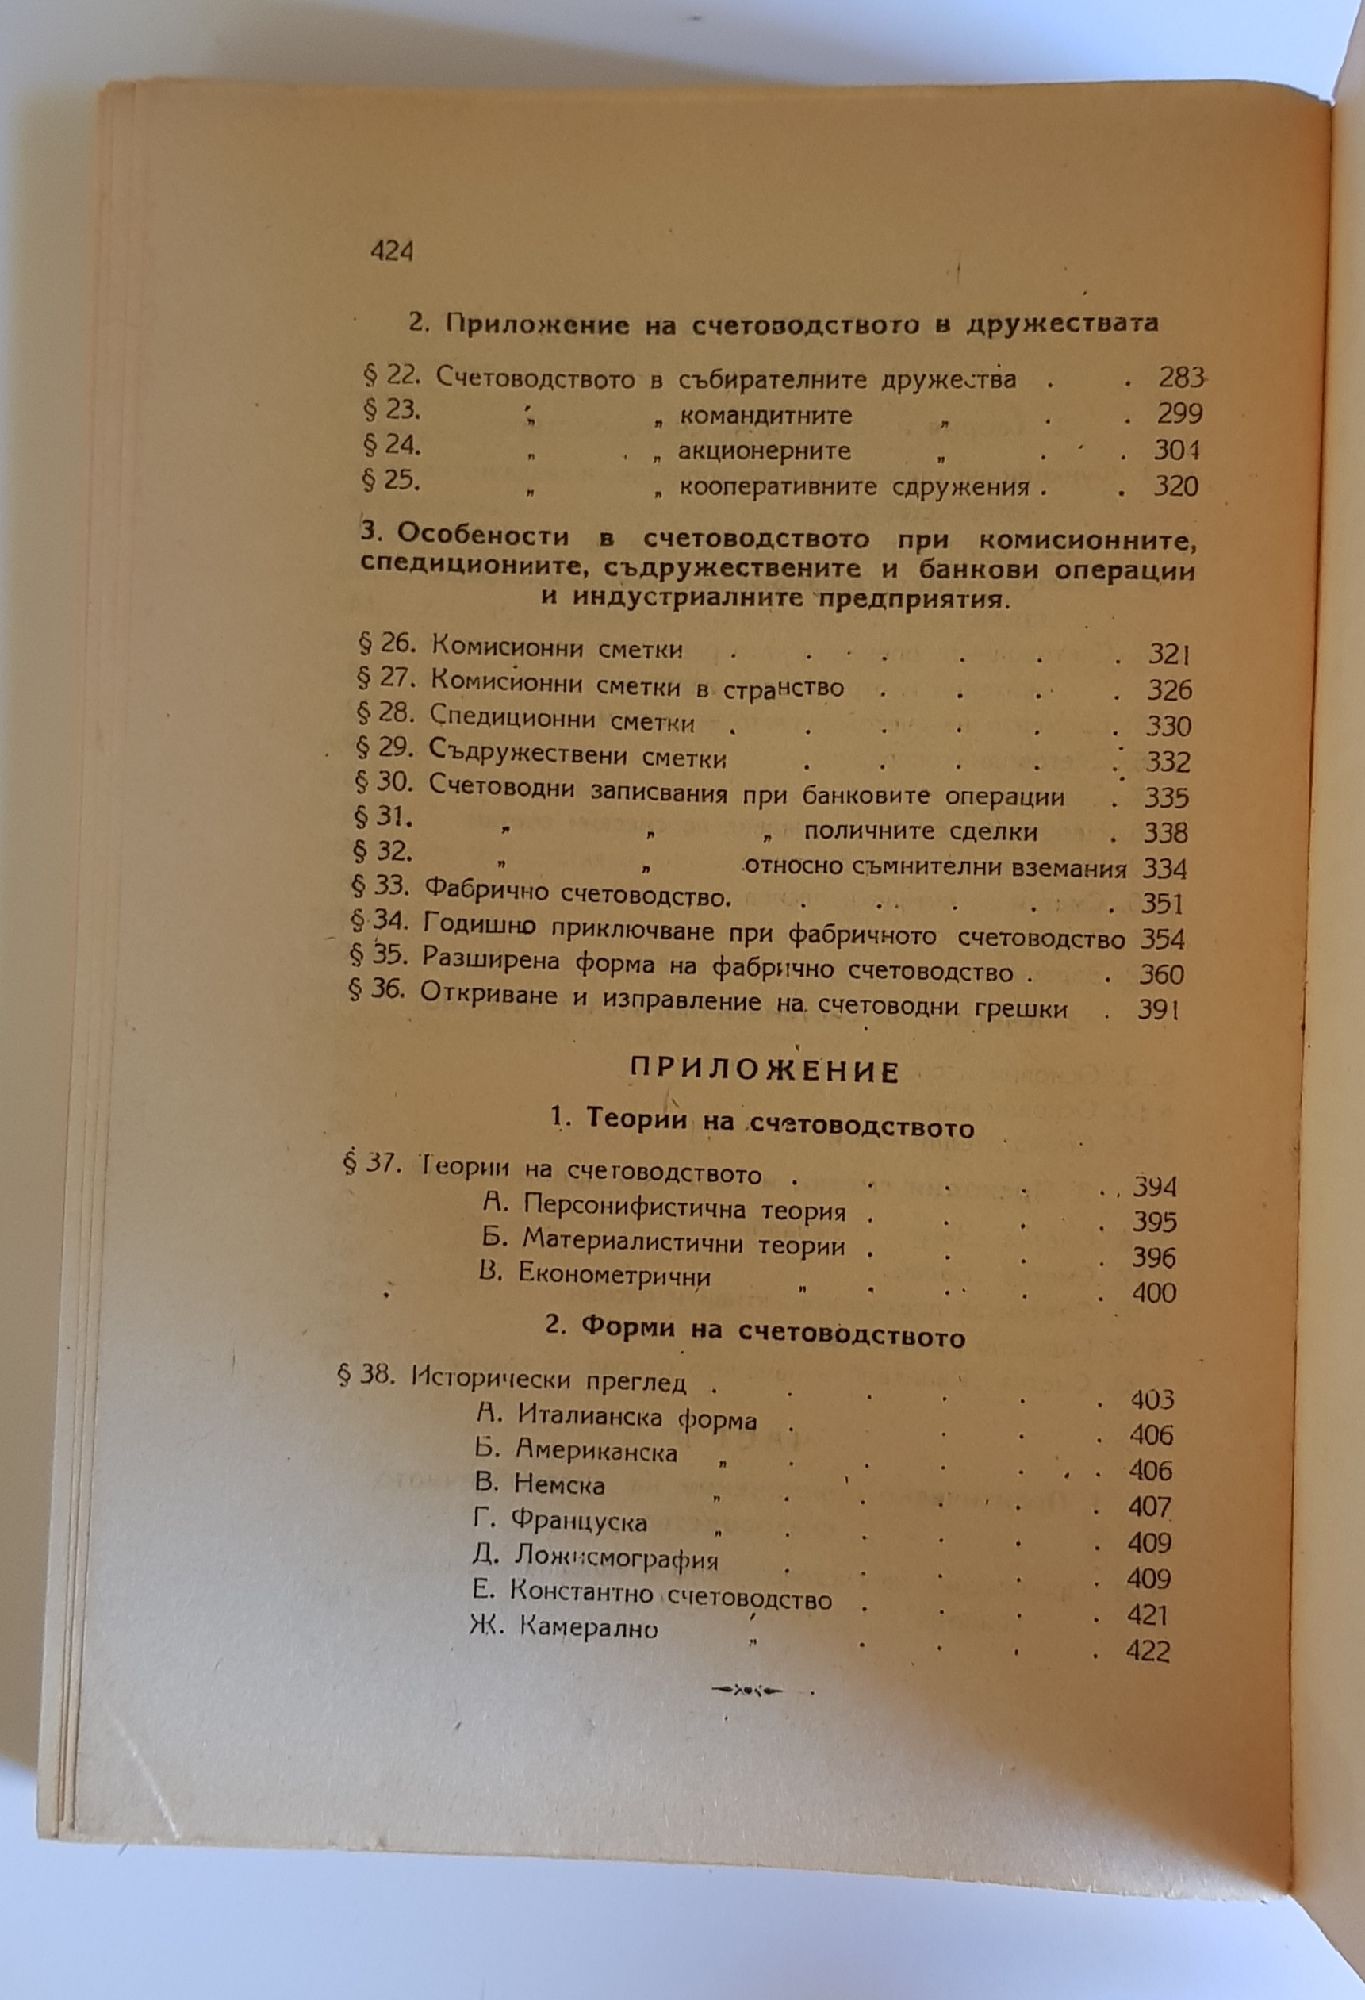 424
2. Приложение на счетоводството в дружествата
§ 22. Счетоводството в събирателните дружества . . 283
§ 23. „ „ командитните „ . . 299
§ 24. „ „ акционерните „ . . 304
§ 25. „ „ кооперативните сдружения . . 320
3. Особености в счетоводството при комисионните,
спедиционните, съдружествените и банкови операции
и индустриалните предприятия.
§ 26. Комисионни сметки . . . . . . 321
§ 27. Комисионни сметки в странство . . . . 326
§ 28. Спедиционни сметки . . . . . . 330
§ 29. Съдружествени сметки . . . . . 332
§ 30. Счетоводни записвания при банковите операции . 335
§ 31. „ „ „ поличните сделки . 338
§ 32. „ „ относно съмнителни вземания 334
§ 33. Фабрично счетоводство. . . . . . 351
§ 34. Годишно приключване при фабричното счетоводство 354
§ 35. Разширена форма на фабрично счетоводство . . 360
§ 36. Откриване и изправление на счетоводни грешки . 391
ПРИЛОЖЕНИЕ
1. Теории на счетоводството
§ 37. Теории на счетоводството . . . . . 394
А. Персонифистична теория . . . . 395
Б. Материалистични теории . . . . 396
В. Економетрични „ . . . . 400
2. Форми на счетоводството
§ 38. Исторически преглед . . . . . . 403
А. Италианска форма . . . . . 406
Б. Американска „ . . . . . 406
В. Немска „ . . . . . 407
Г. Француска „ . . . . . 409
Д. Ложисмография . . . . . 409
Е. Константно счетоводство . . . . 421
Ж. Камерално „ . . . . 422